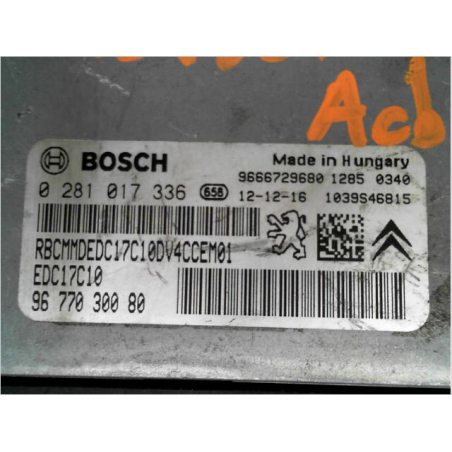 Acb
BOSCH
Made in Hungary
9666729680 1285 0340
0 281 017 336 658 12-12-16 1039S46815
RBCMMDEDC17C10DV4CCEM01
EDC17C10
96 770 300 80